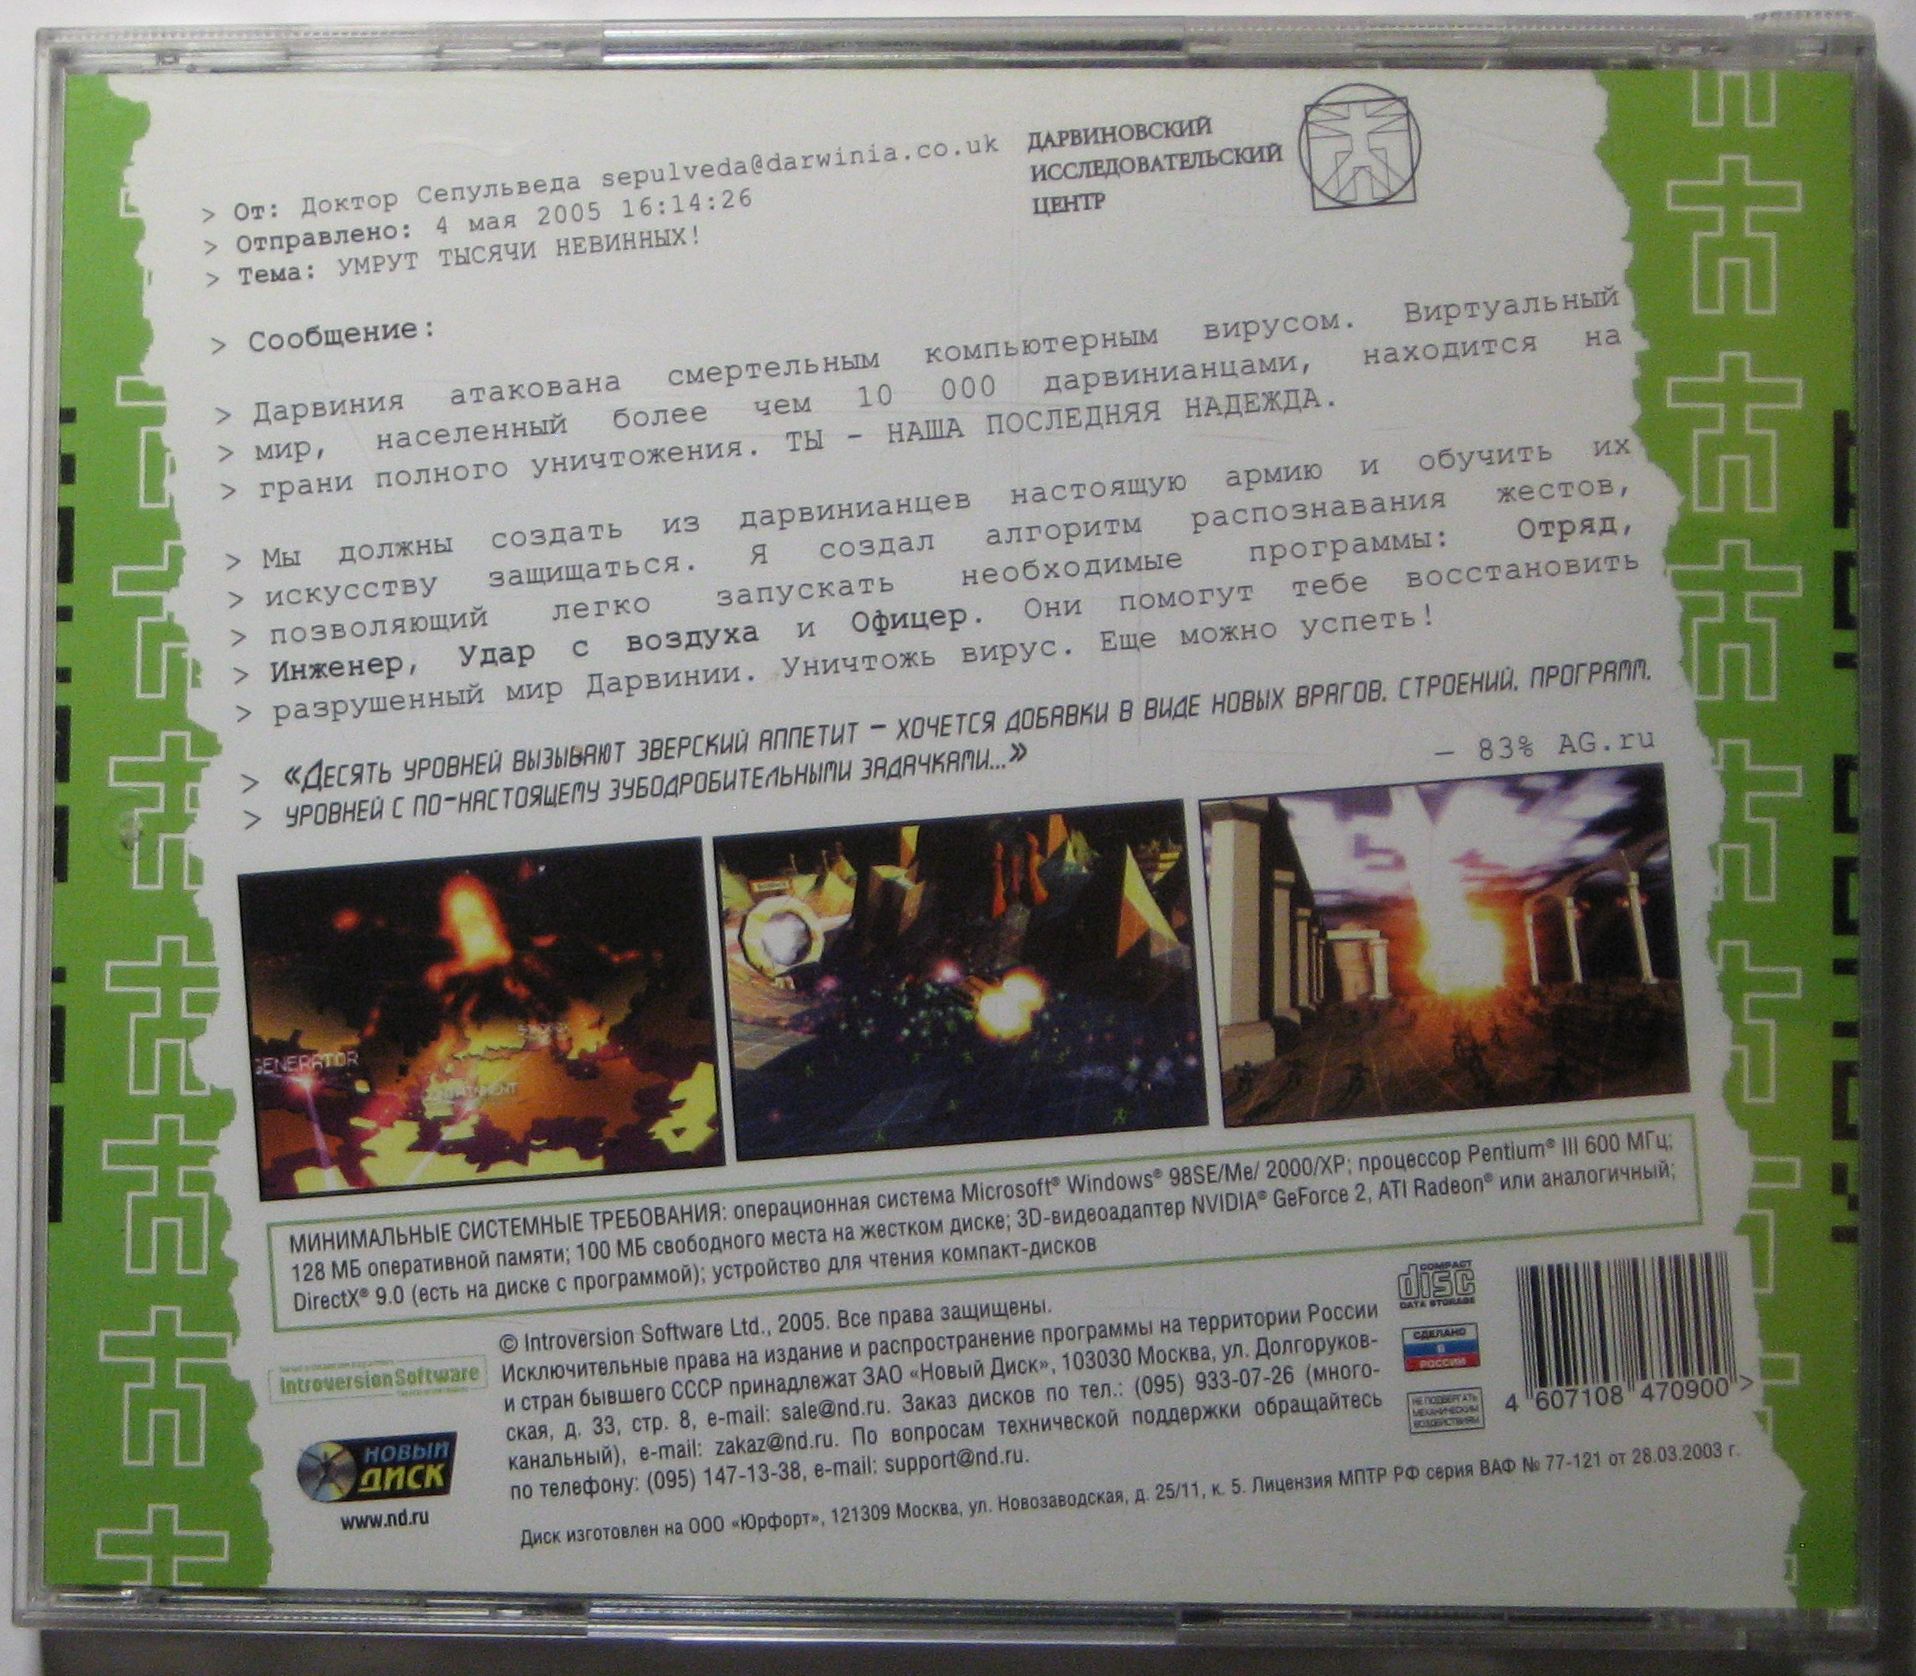 > От: Доктор Сепульведа sepulveda@darwinia.co.uk
> Отправлено: 4 мая 2005 16:14:26
> Тема: УМРУТ ТЫСЯЧИ НЕВИННЫХ!
ДАРВИНОВСКИЙ
ИССЛЕДОВАТЕЛЬСКИЙ
ЦЕНТР
> Сообщение:
> Дарвиния атакована смертельным компьютерным вирусом. Виртуальный
> мир, населенный более чем 10 000 дарвинианцами, находится на
> грани полного уничтожения. ТЫ - НАША ПОСЛЕДНЯЯ НАДЕЖДА.
> Мы должны создать из дарвинианцев настоящую армию и обучить их
> искусству защищаться. Я создал алгоритм распознавания жестов,
> позволяющий легко запускать необходимые программы: Отряд,
> Инженер, Удар с воздуха и Офицер. Они помогут тебе восстановить
> разрушенный мир Дарвинии. Уничтожь вирус. Еще можно успеть!
> «ДЕСЯТЬ УРОВНЕЙ ВЫЗЫВАЮТ ЗВЕРСКИЙ АППЕТИТ – ХОЧЕТСЯ ДОБАВКИ В ВИДЕ НОВЫХ ВРАГОВ, СТРОЕНИЙ, ПРОГРАММ,
> УРОВНЕЙ С ПО-НАСТОЯЩЕМУ ЗУБОДРОБИТЕЛЬНЫМИ ЗАДАЧКАМИ...»
– 83% AG.ru
GENERATOR
МИНИМАЛЬНЫЕ СИСТЕМНЫЕ ТРЕБОВАНИЯ: операционная система Microsoft® Windows® 98SE/Me/ 2000/XP; процессор Pentium® III 600 МГц;
128 МБ оперативной памяти; 100 МБ свободного места на жестком диске; 3D-видеоадаптер NVIDIA® GeForce 2, ATI Radeon® или аналогичный;
DirectX® 9.0 (есть на диске с программой); устройство для чтения компакт-дисков
IntroversionSoftware
НОВЫЙ
ДИСК
www.nd.ru
© Introversion Software Ltd., 2005. Все права защищены.
Исключительные права на издание и распространение программы на территории России
и стран бывшего СССР принадлежат ЗАО «Новый Диск», 103030 Москва, ул. Долгоруков-
ская, д. 33, стр. 8, e-mail: sale@nd.ru. Заказ дисков по тел.: (095) 933-07-26 (много-
канальный), e-mail: zakaz@nd.ru. По вопросам технической поддержки обращайтесь
по телефону: (095) 147-13-38, e-mail: support@nd.ru.
Диск изготовлен на ООО «Юрфорт», 121309 Москва, ул. Новозаводская, д. 25/11, к. 5. Лицензия МПТР РФ серия ВАФ № 77-121 от 28.03.2003 г.
COMPACT
disc
DATA STORAGE
СДЕЛАНО
В
РОССИИ
НЕ ПОДВЕРГАТЬ
МЕХАНИЧЕСКИМ
ВОЗДЕЙСТВИЯМ
4 607108 470900 >